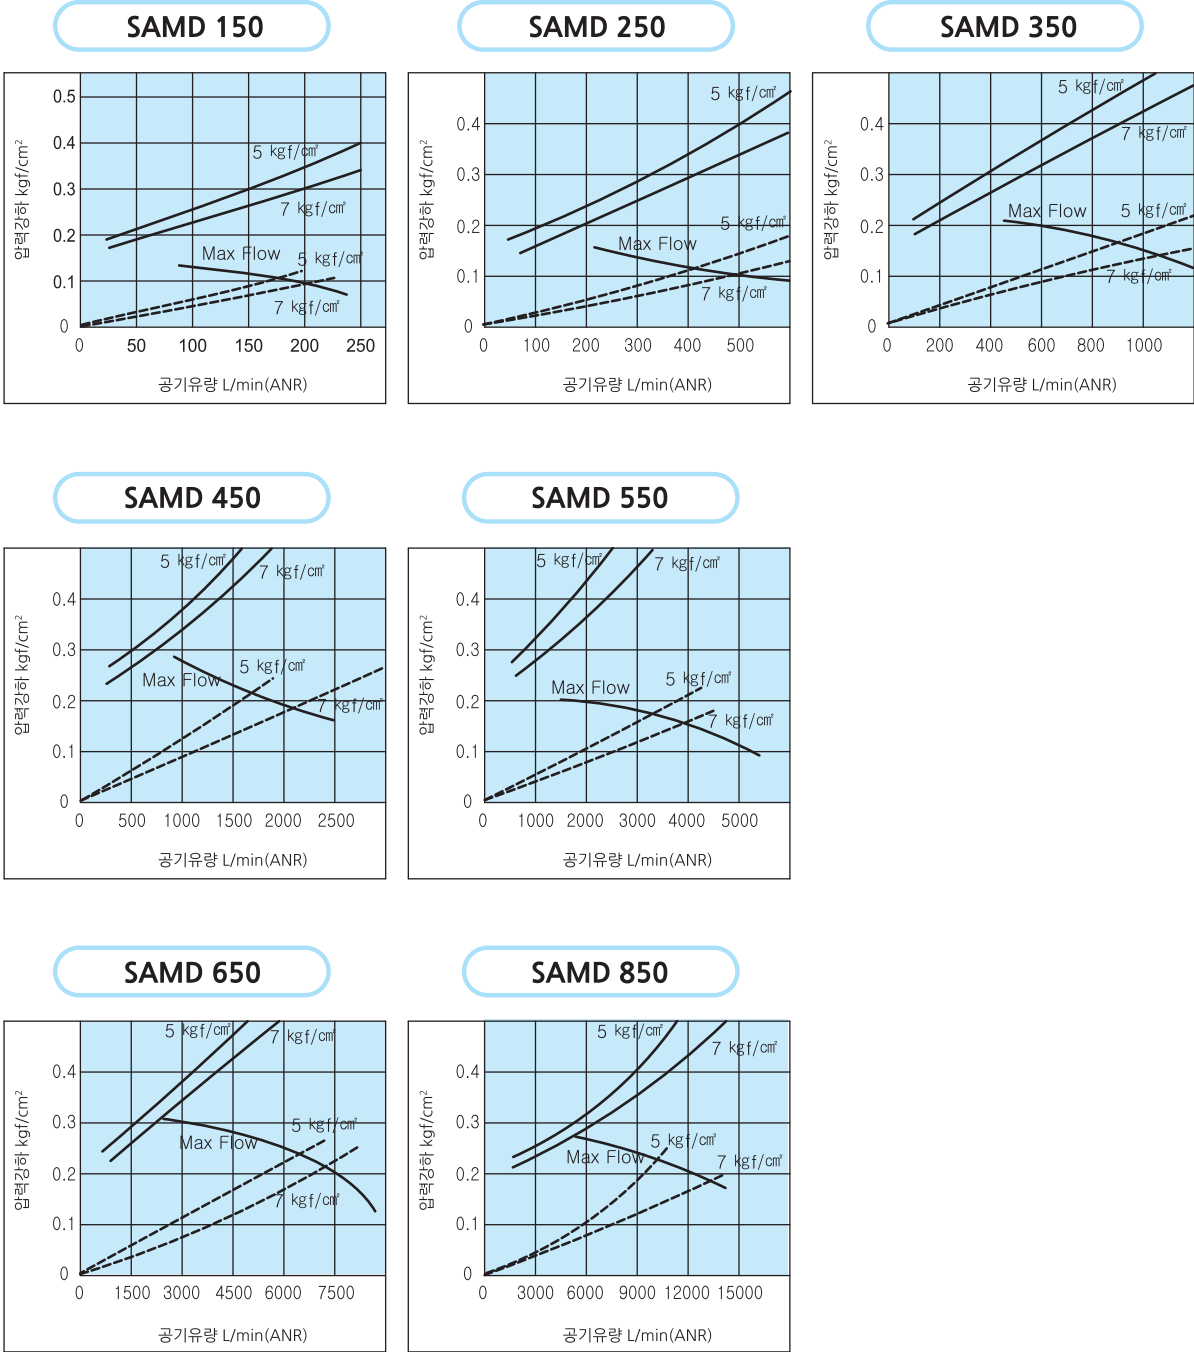 SAMD 150
0.5
0.4
0.3
0.2
0.1
0
압력강하 kgf/cm²
5 kgf/㎠
7 kgf/㎠
Max Flow
5 kgf/㎠
7 kgf/㎠
0 50 100 150 200 250
공기유량 L/min(ANR)
SAMD 250
0.4
0.3
0.2
0.1
0
압력강하 kgf/cm²
5 kgf/㎠
5 kgf/㎠
Max Flow
7 kgf/㎠
0 100 200 300 400 500
공기유량 L/min(ANR)
SAMD 350
0.4
0.3
0.2
0.1
0
압력강하 kgf/cm²
5 kgf/㎠
7 kgf/㎠
Max Flow
5 kgf/㎠
7 kgf/㎠
0 200 400 600 800 1000
공기유량 L/min(ANR)
SAMD 450
0.4
0.3
0.2
0.1
0
압력강하 kgf/cm²
5 kgf/㎠
7 kgf/㎠
5 kgf/㎠
Max Flow
7 kgf/㎠
0 500 1000 1500 2000 2500
공기유량 L/min(ANR)
SAMD 550
0.4
0.3
0.2
0.1
0
압력강하 kgf/cm²
5 kgf/㎠
7 kgf/㎠
5 kgf/㎠
Max Flow
7 kgf/㎠
0 1000 2000 3000 4000 5000
공기유량 L/min(ANR)
SAMD 650
0.4
0.3
0.2
0.1
0
압력강하 kgf/cm²
5 kgf/㎠
7 kgf/㎠
5 kgf/㎠
Max Flow
7 kgf/㎠
0 1500 3000 4500 6000 7500
공기유량 L/min(ANR)
SAMD 850
0.4
0.3
0.2
0.1
0
압력강하 kgf/cm²
5 kgf/㎠
7 kgf/㎠
5 kgf/㎠
Max Flow
7 kgf/㎠
0 3000 6000 9000 12000 15000
공기유량 L/min(ANR)